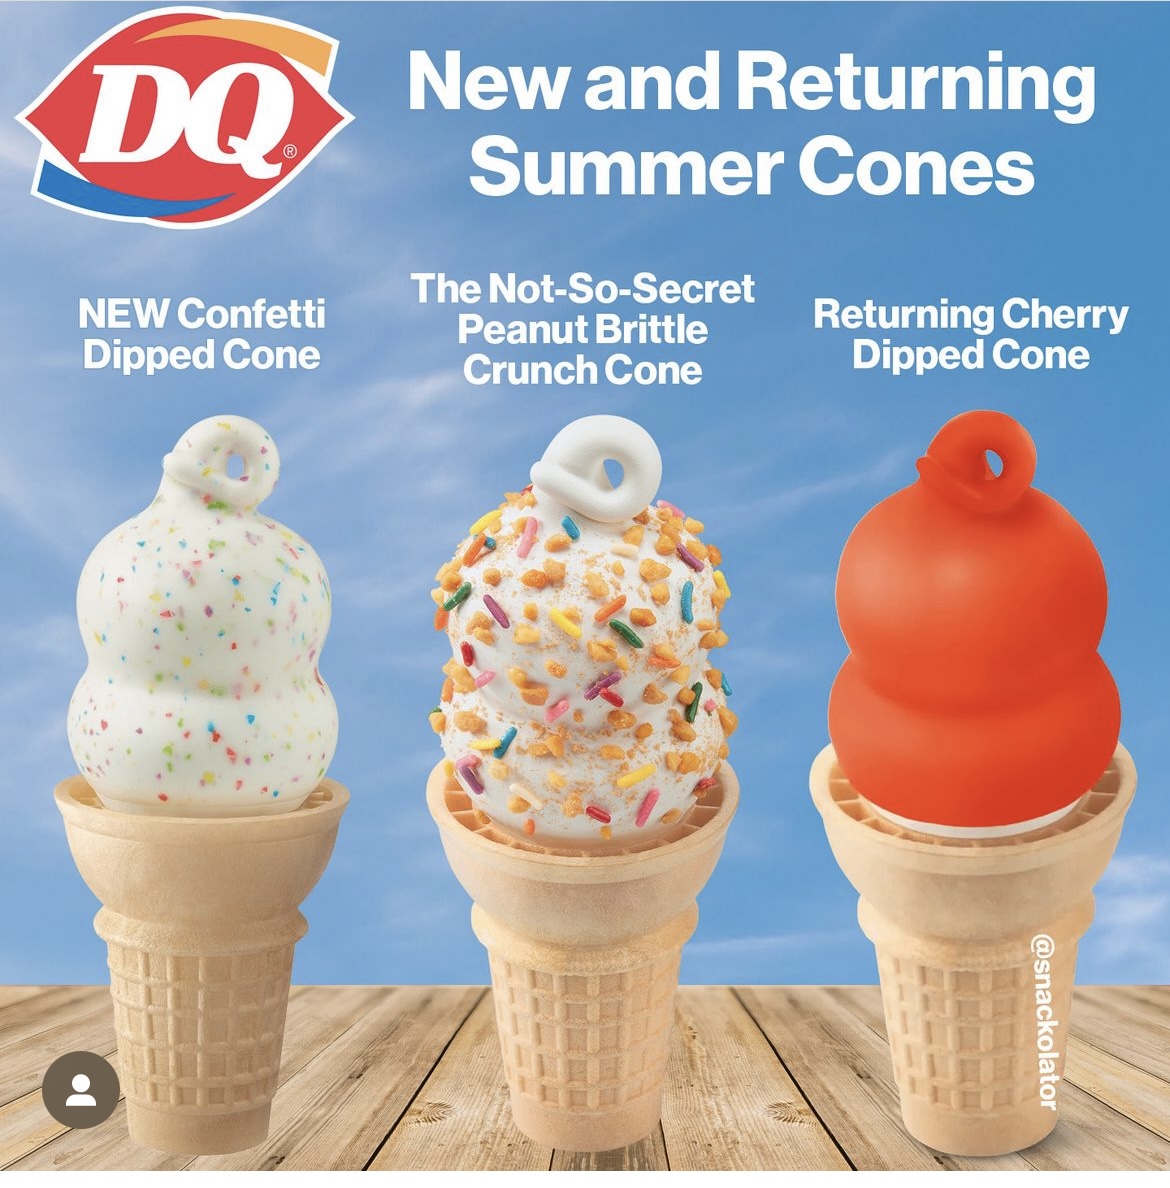 DQ®
New and Returning
Summer Cones
NEW Confetti
Dipped Cone
The Not-So-Secret
Peanut Brittle
Crunch Cone
Returning Cherry
Dipped Cone
@snackolator